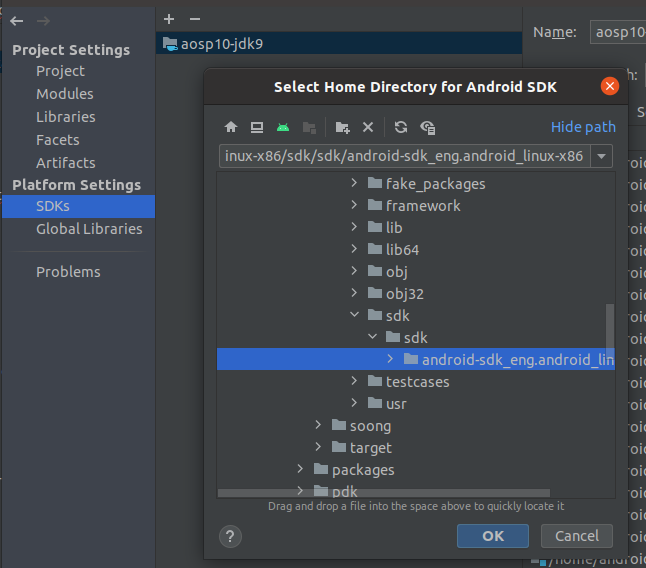 Project Settings
Project
Modules
Libraries
Facets
Artifacts
Platform Settings
SDKs
Global Libraries
Problems
aosp10-jdk9
Name:
aosp10-
Select Home Directory for Android SDK
Hide path
inux-x86/sdk/sdk/android-sdk_eng.android_linux-x86
fake_packages
framework
lib
lib64
obj
obj32
sdk
sdk
android-sdk_eng.android_lin
testcases
usr
soong
target
packages
pdk
Drag and drop a file into the space above to quickly locate it
?
OK
Cancel
/home/android